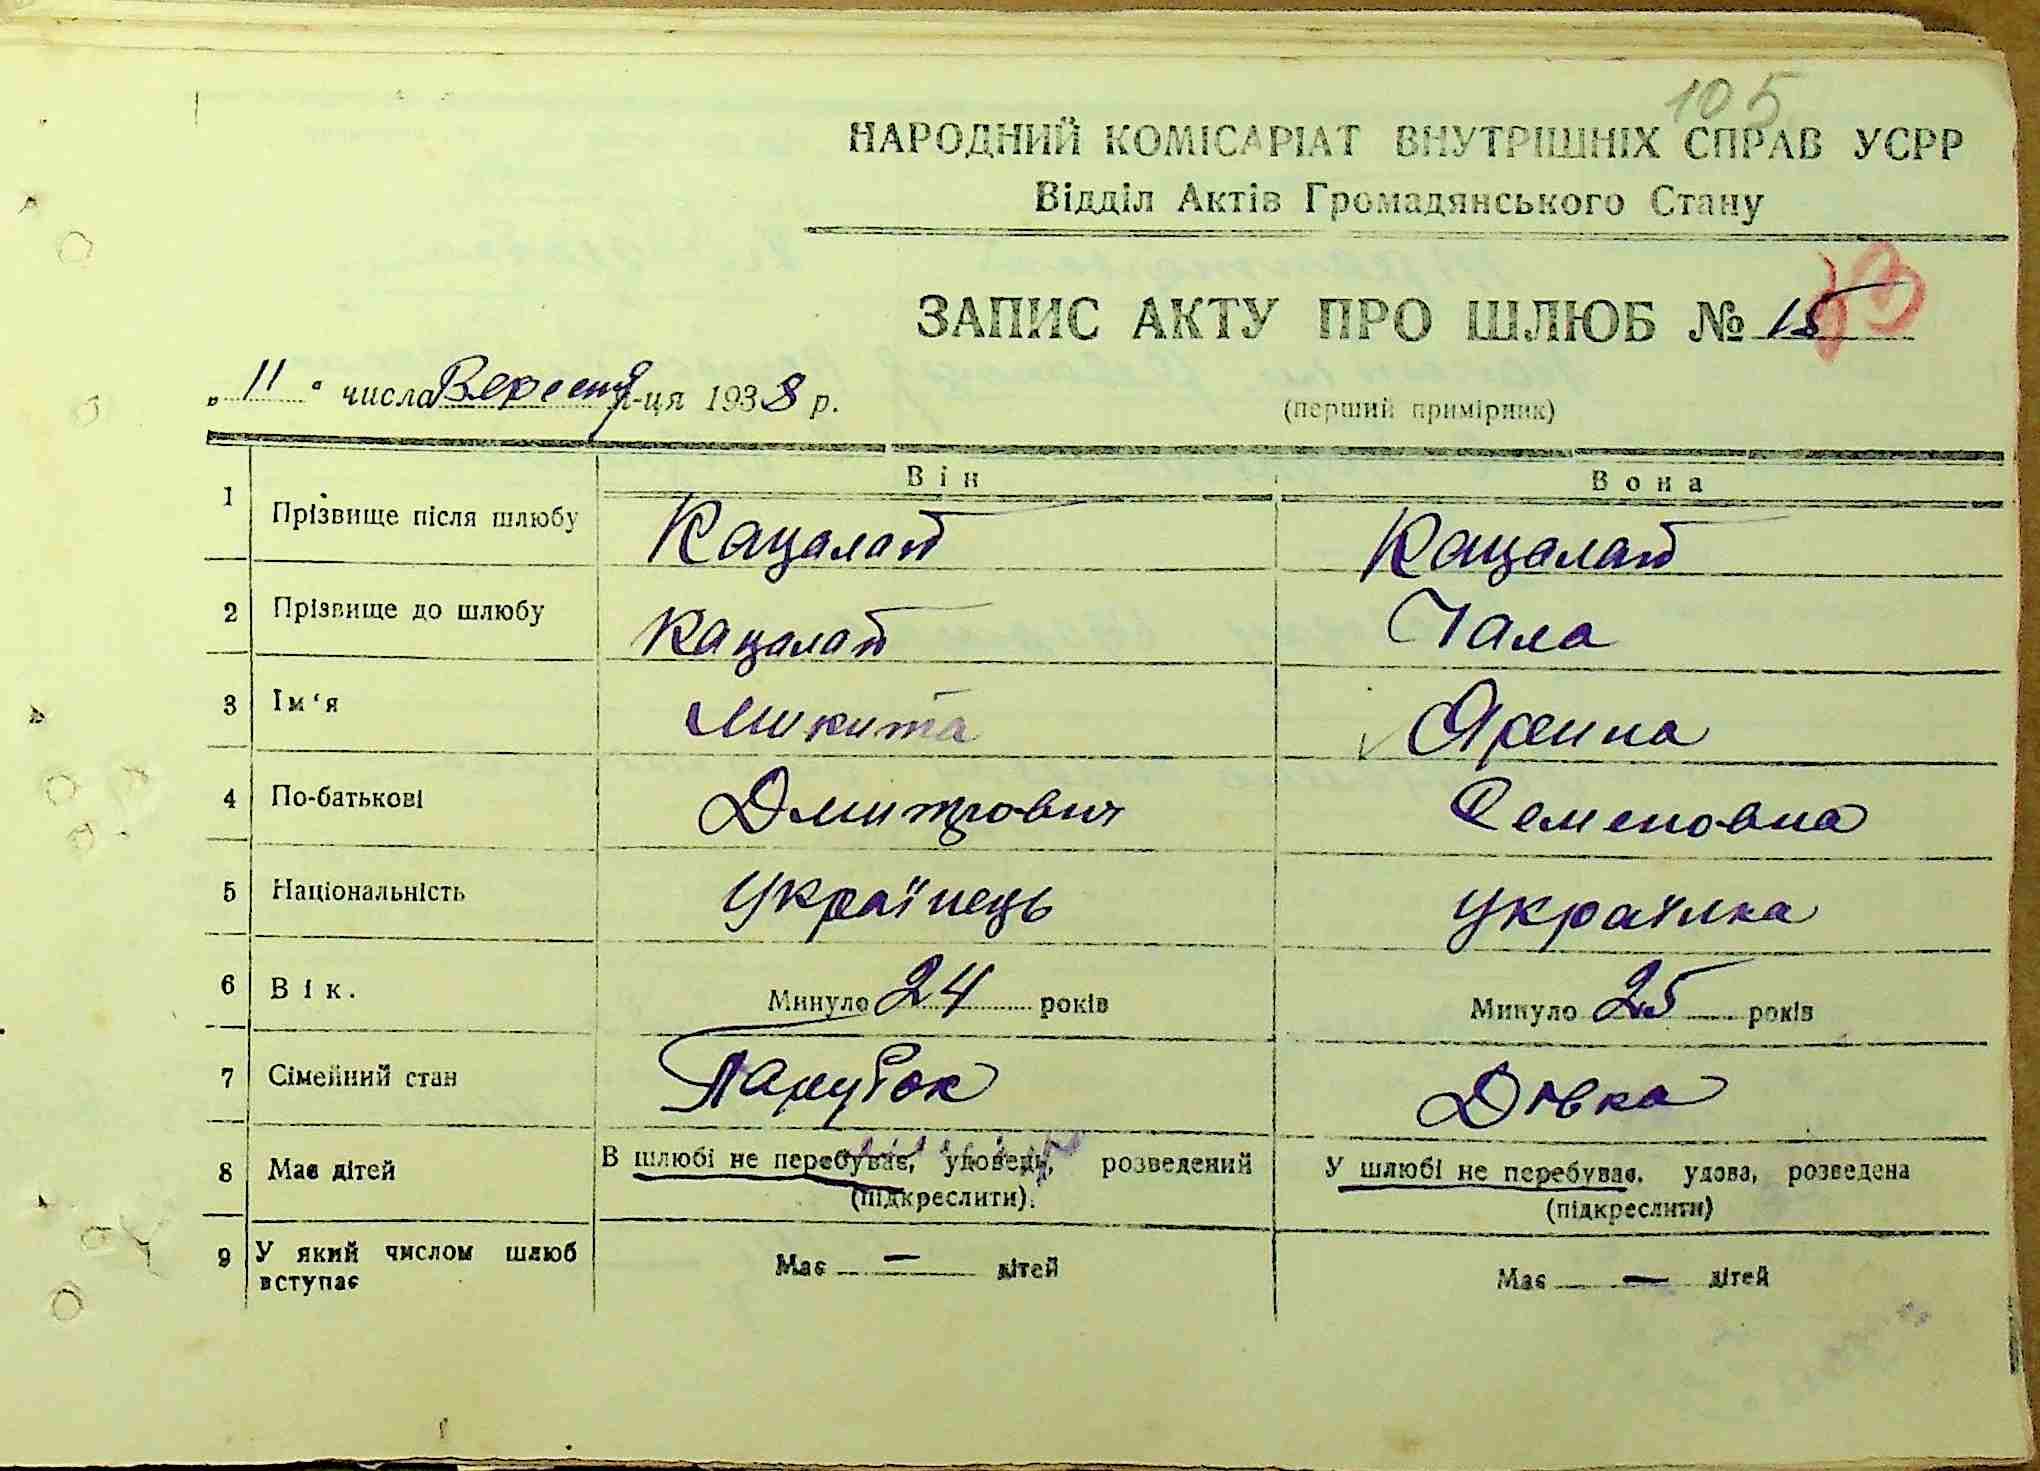 105
НАРОДНИЙ КОМІСАРІАТ ВНУТРІШНІХ СПРАВ УСРР
Відділ Актів Громадянського Стану
ЗАПИС АКТУ ПРО ШЛЮБ № 15
„ 11 “ числа Вересня м-ця 1938 р.
(перший примірник)
Він Вона
1 Прізвище після шлюбу Кацалап Кацалап
2 Прізвище до шлюбу Кацалап Чала
3 Ім‘я Микита Ярина
4 По-батькові Дмитрович Семеновна
5 Національність Українець Українка
6 Вік. Минуло 24 років Минуло 25 років
7 Сімейний стан Парубок Дівка
8 Має дітей В шлюбі не перебуває, удовець, розведений У шлюбі не перебуває, удова, розведена
(підкреслити). (підкреслити)
9 У який числом шлюб вступає Має — дітей Має — дітей